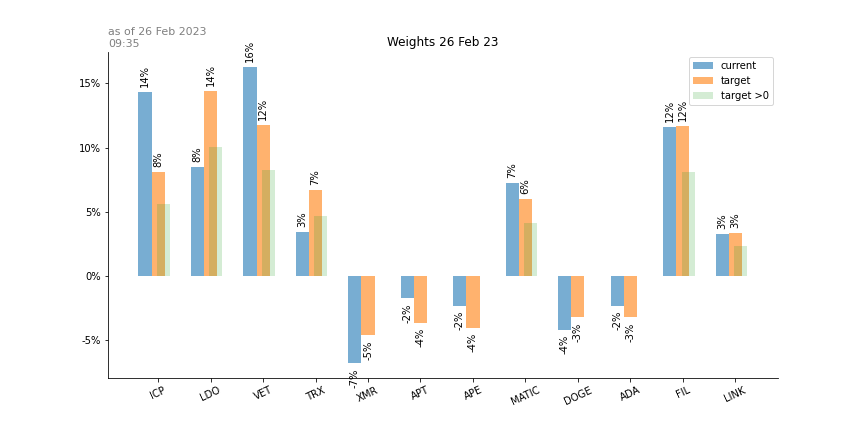 as of 26 Feb 2023
09:35
Weights 26 Feb 23
current
target
target >0
15%
10%
5%
0%
-5%
14%
8%
8%
14%
16%
12%
3%
7%
-7%
-5%
-2%
-4%
-2%
-4%
7%
6%
-4%
-3%
-2%
-3%
12%
12%
3%
3%
ICP
LDO
VET
TRX
XMR
APT
APE
MATIC
DOGE
ADA
FIL
LINK